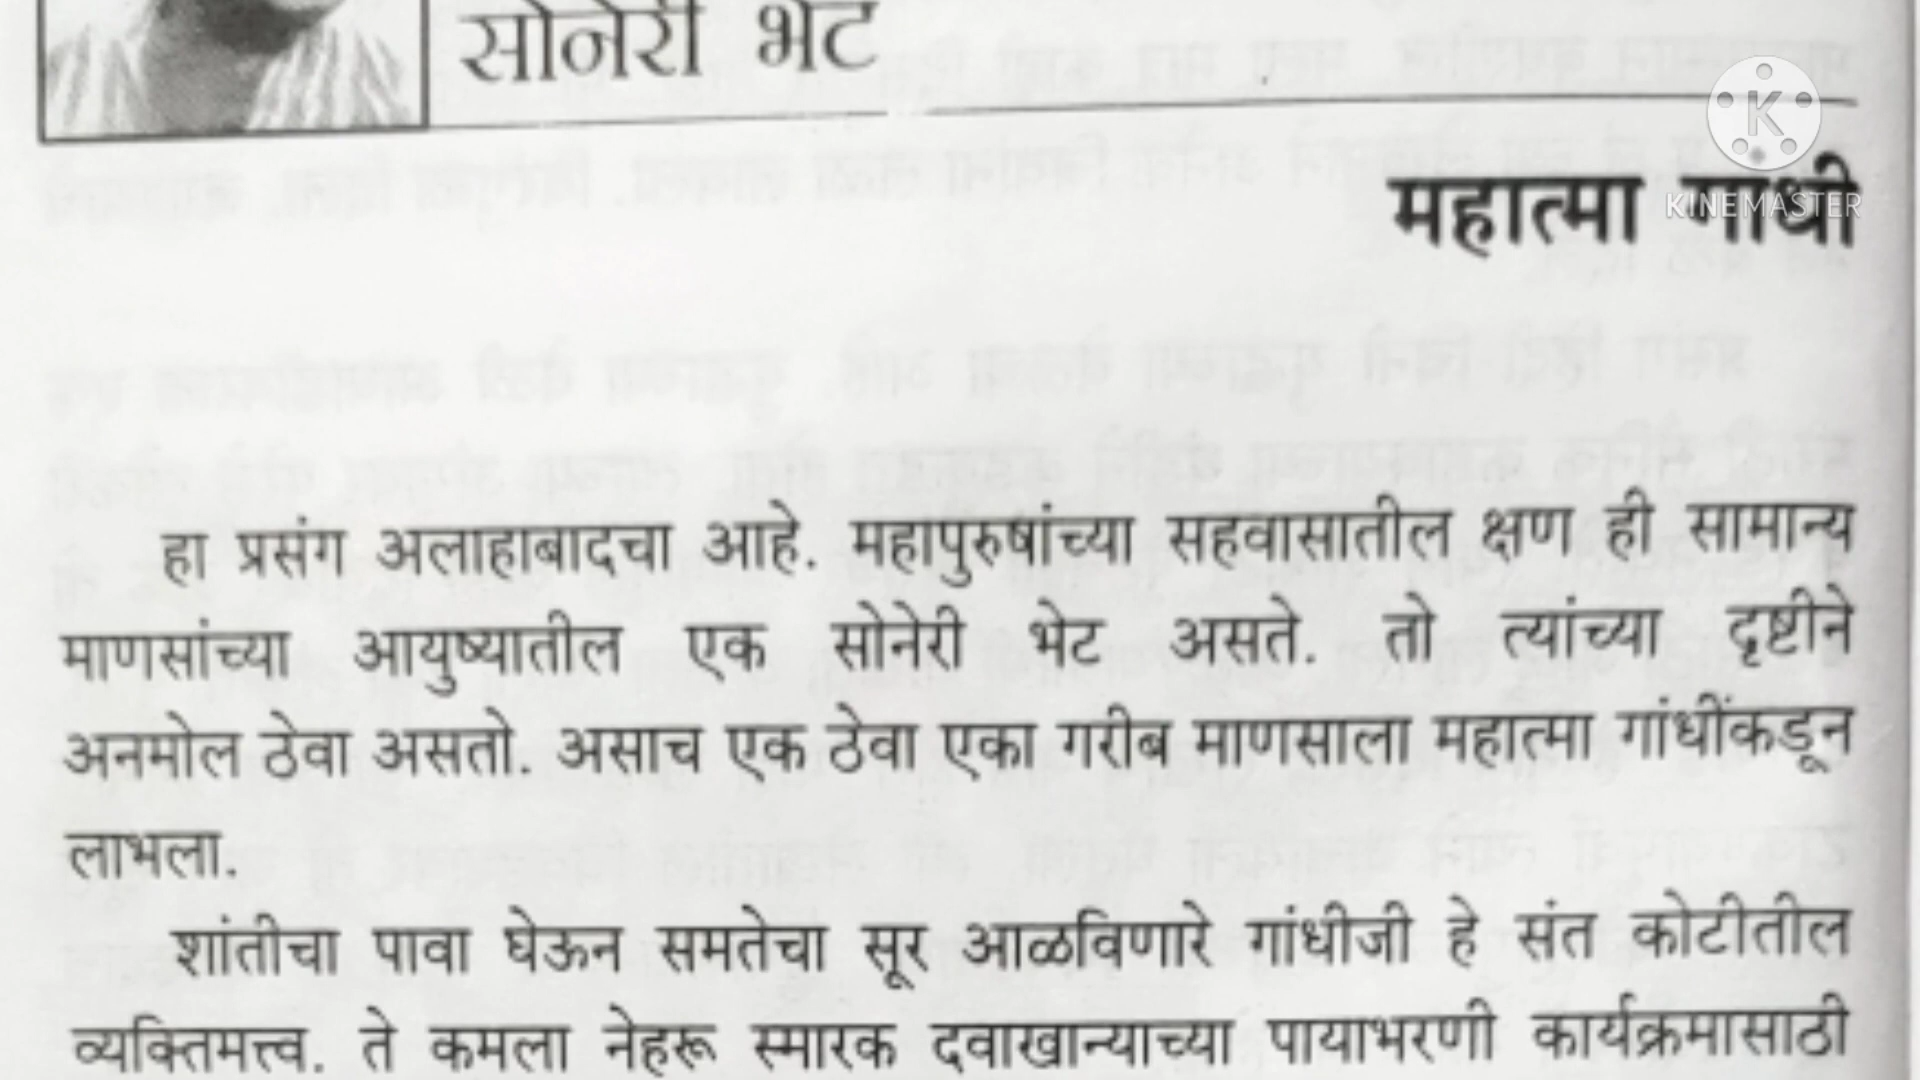 सोनेरी भेट
K
KINEMASTER
महात्मा गांधी
हा प्रसंग अलाहाबादचा आहे. महापुरुषांच्या सहवासातील क्षण ही सामान्य
माणसांच्या आयुष्यातील एक सोनेरी भेट असते. तो त्यांच्या दृष्टीने
अनमोल ठेवा असतो. असाच एक ठेवा एका गरीब माणसाला महात्मा गांधींकडून
लाभला.
शांतीचा पावा घेऊन समतेचा सूर आळविणारे गांधीजी हे संत कोटीतील
व्यक्तिमत्त्व. ते कमला नेहरू स्मारक दवाखान्याच्या पायाभरणी कार्यक्रमासाठी